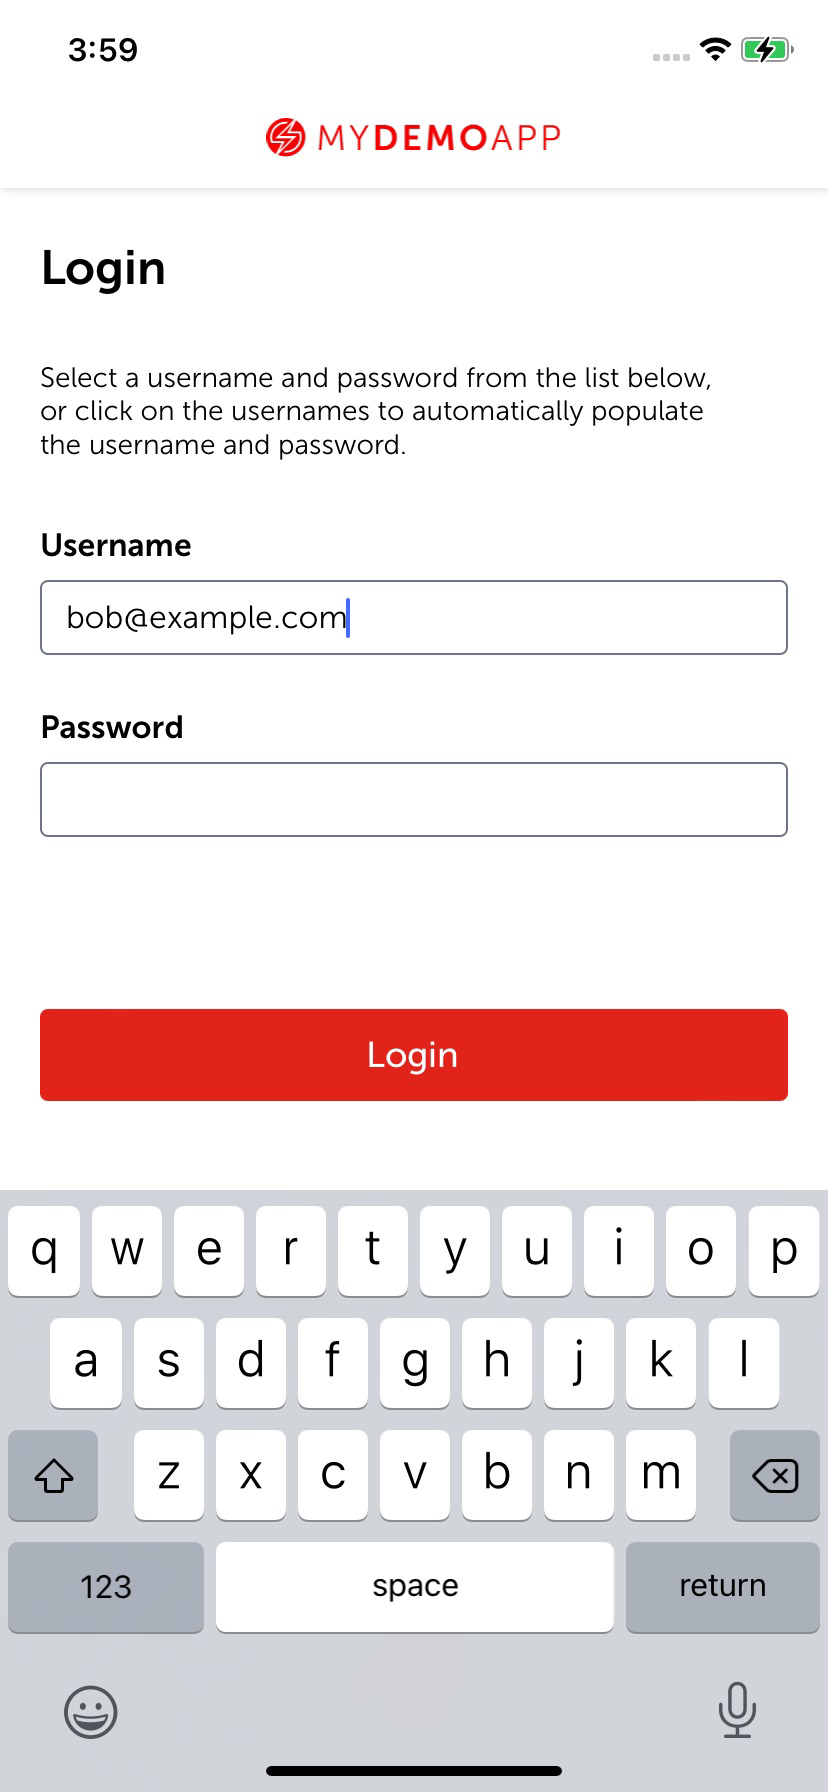 3:59
MYDEMOAPP
Login
Select a username and password from the list below,
or click on the usernames to automatically populate
the username and password.
Username
bob@example.com
Password
Login
q w e r t y u i o p
a s d f g h j k l
z x c v b n m
123 space return